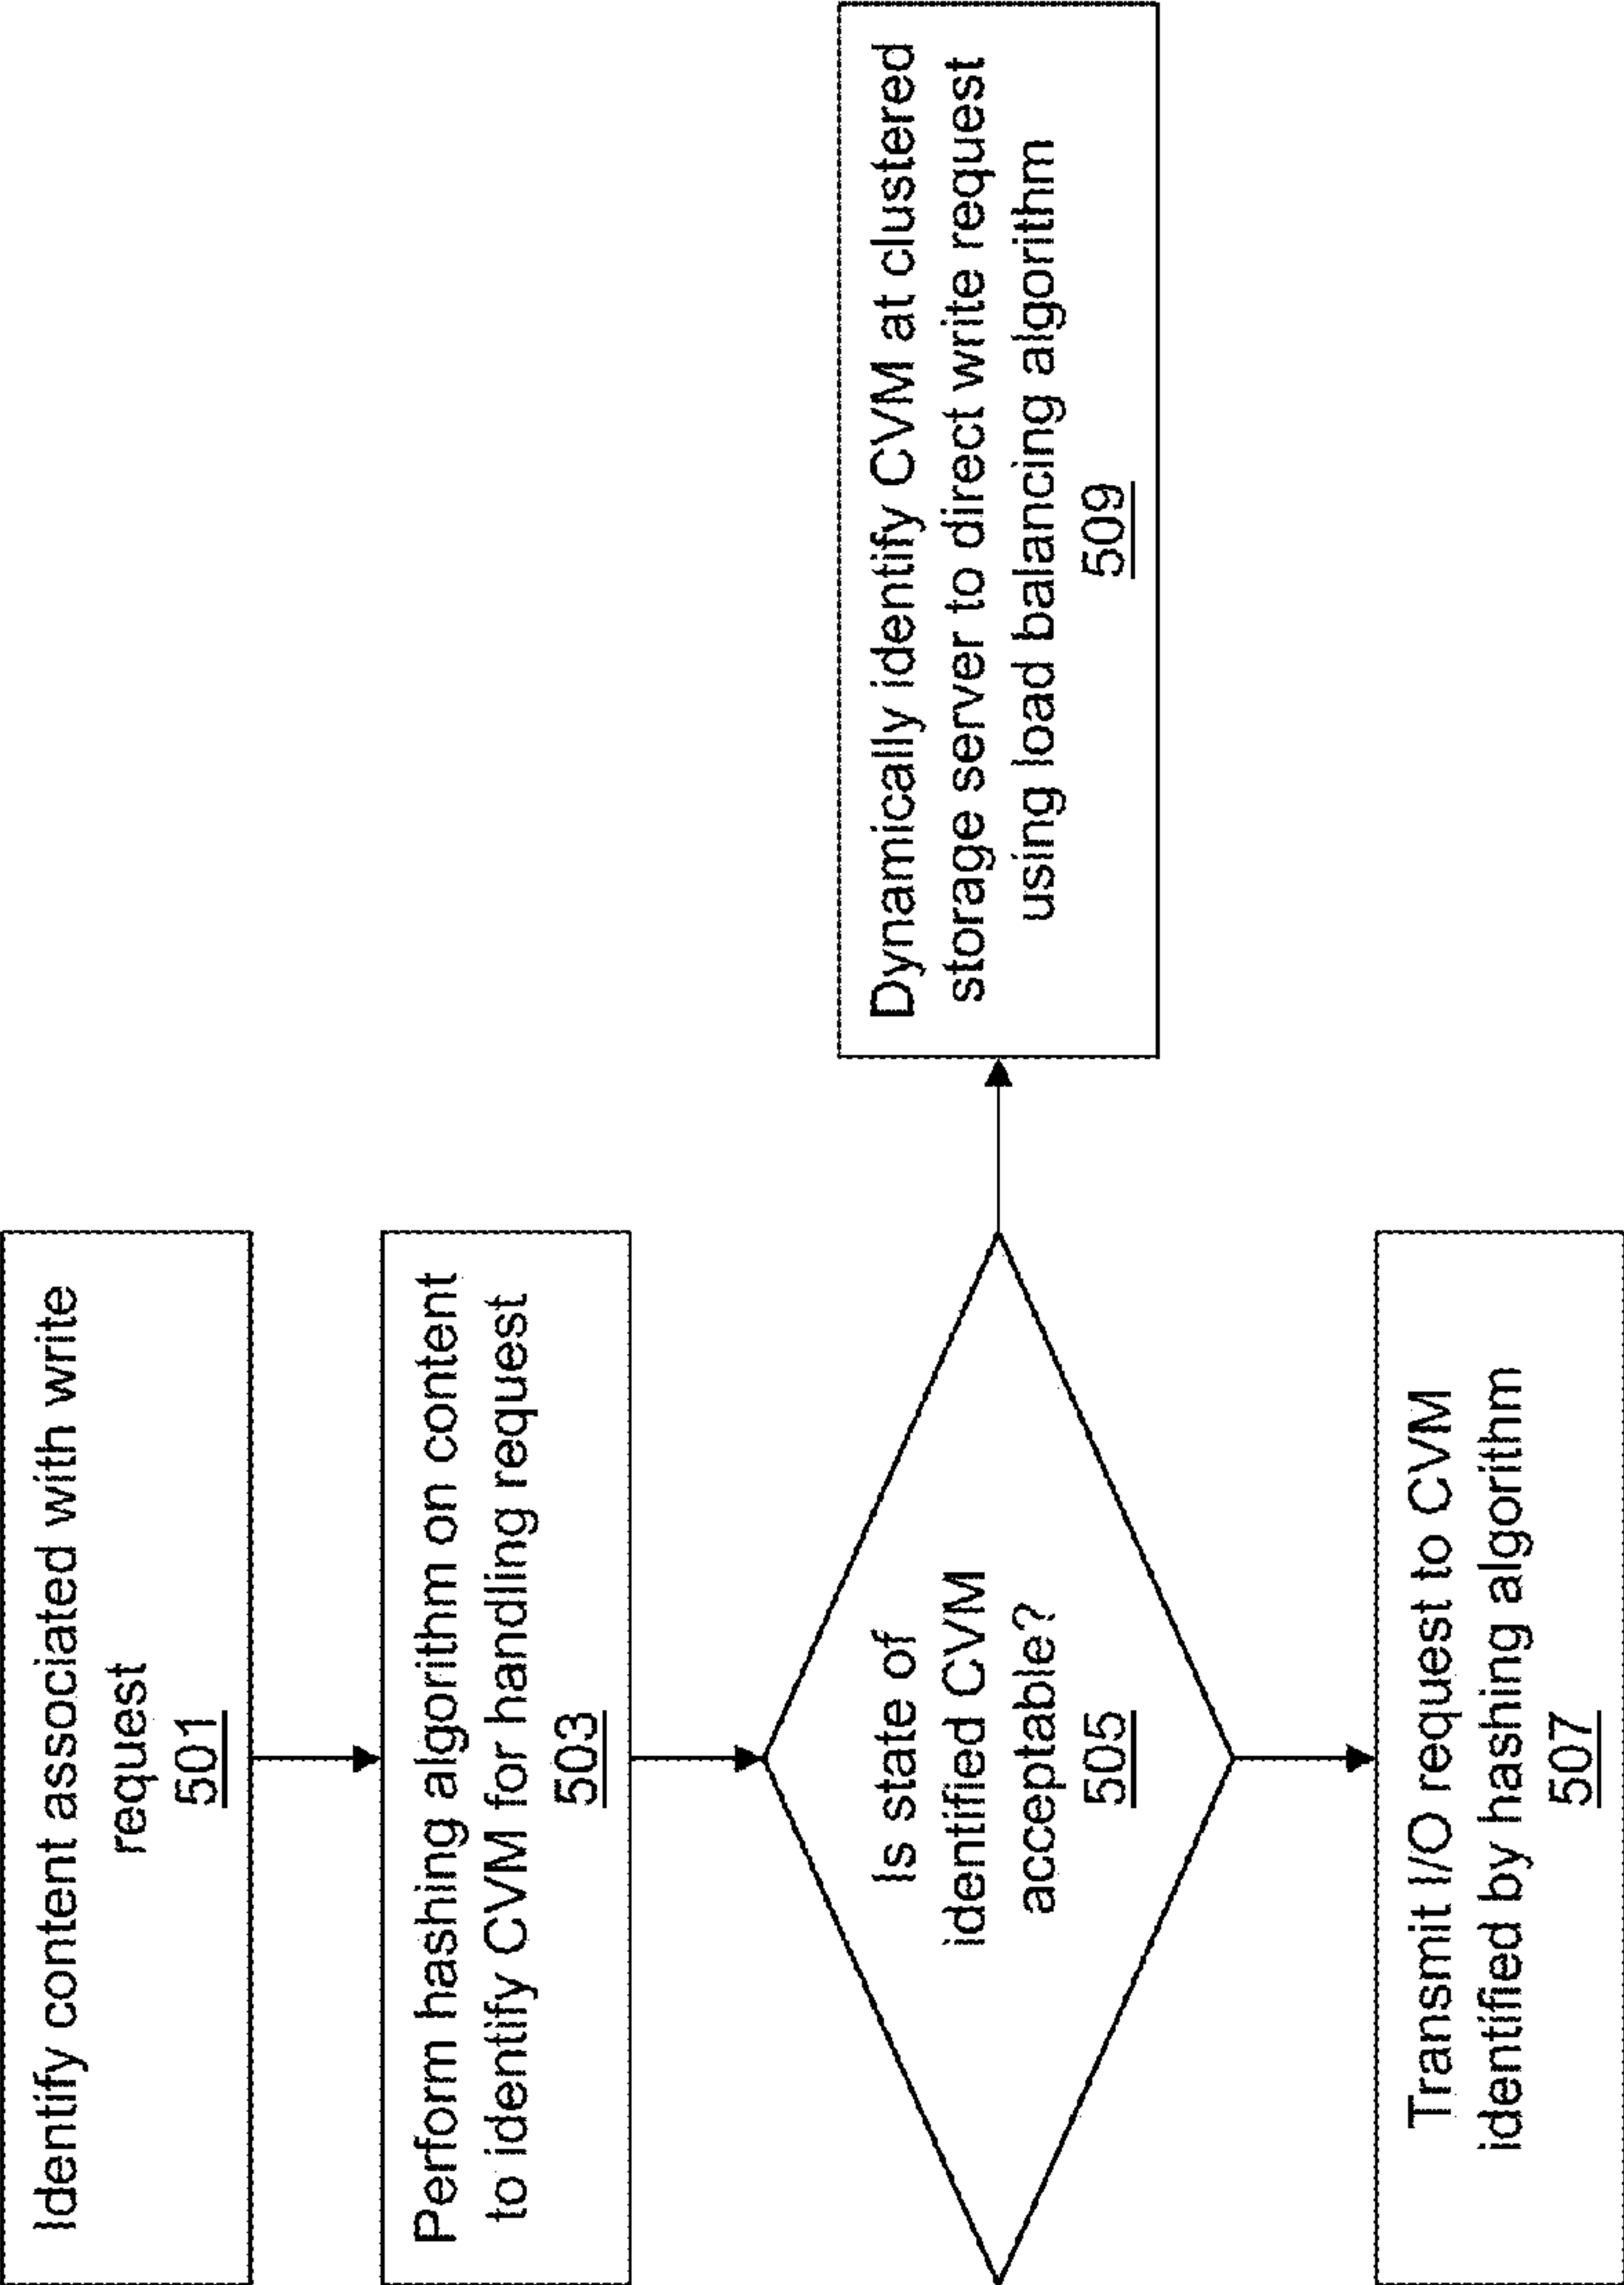 Identify content associated with write
request
501
Perform hashing algorithm on content
to identify CVM for handling request
503
Is state of
identified CVM
acceptable?
505
Dynamically identify CVM at clustered
storage server to direct write request
using load balancing algorithm
509
Transmit I/O request to CVM
identified by hashing algorithm
507